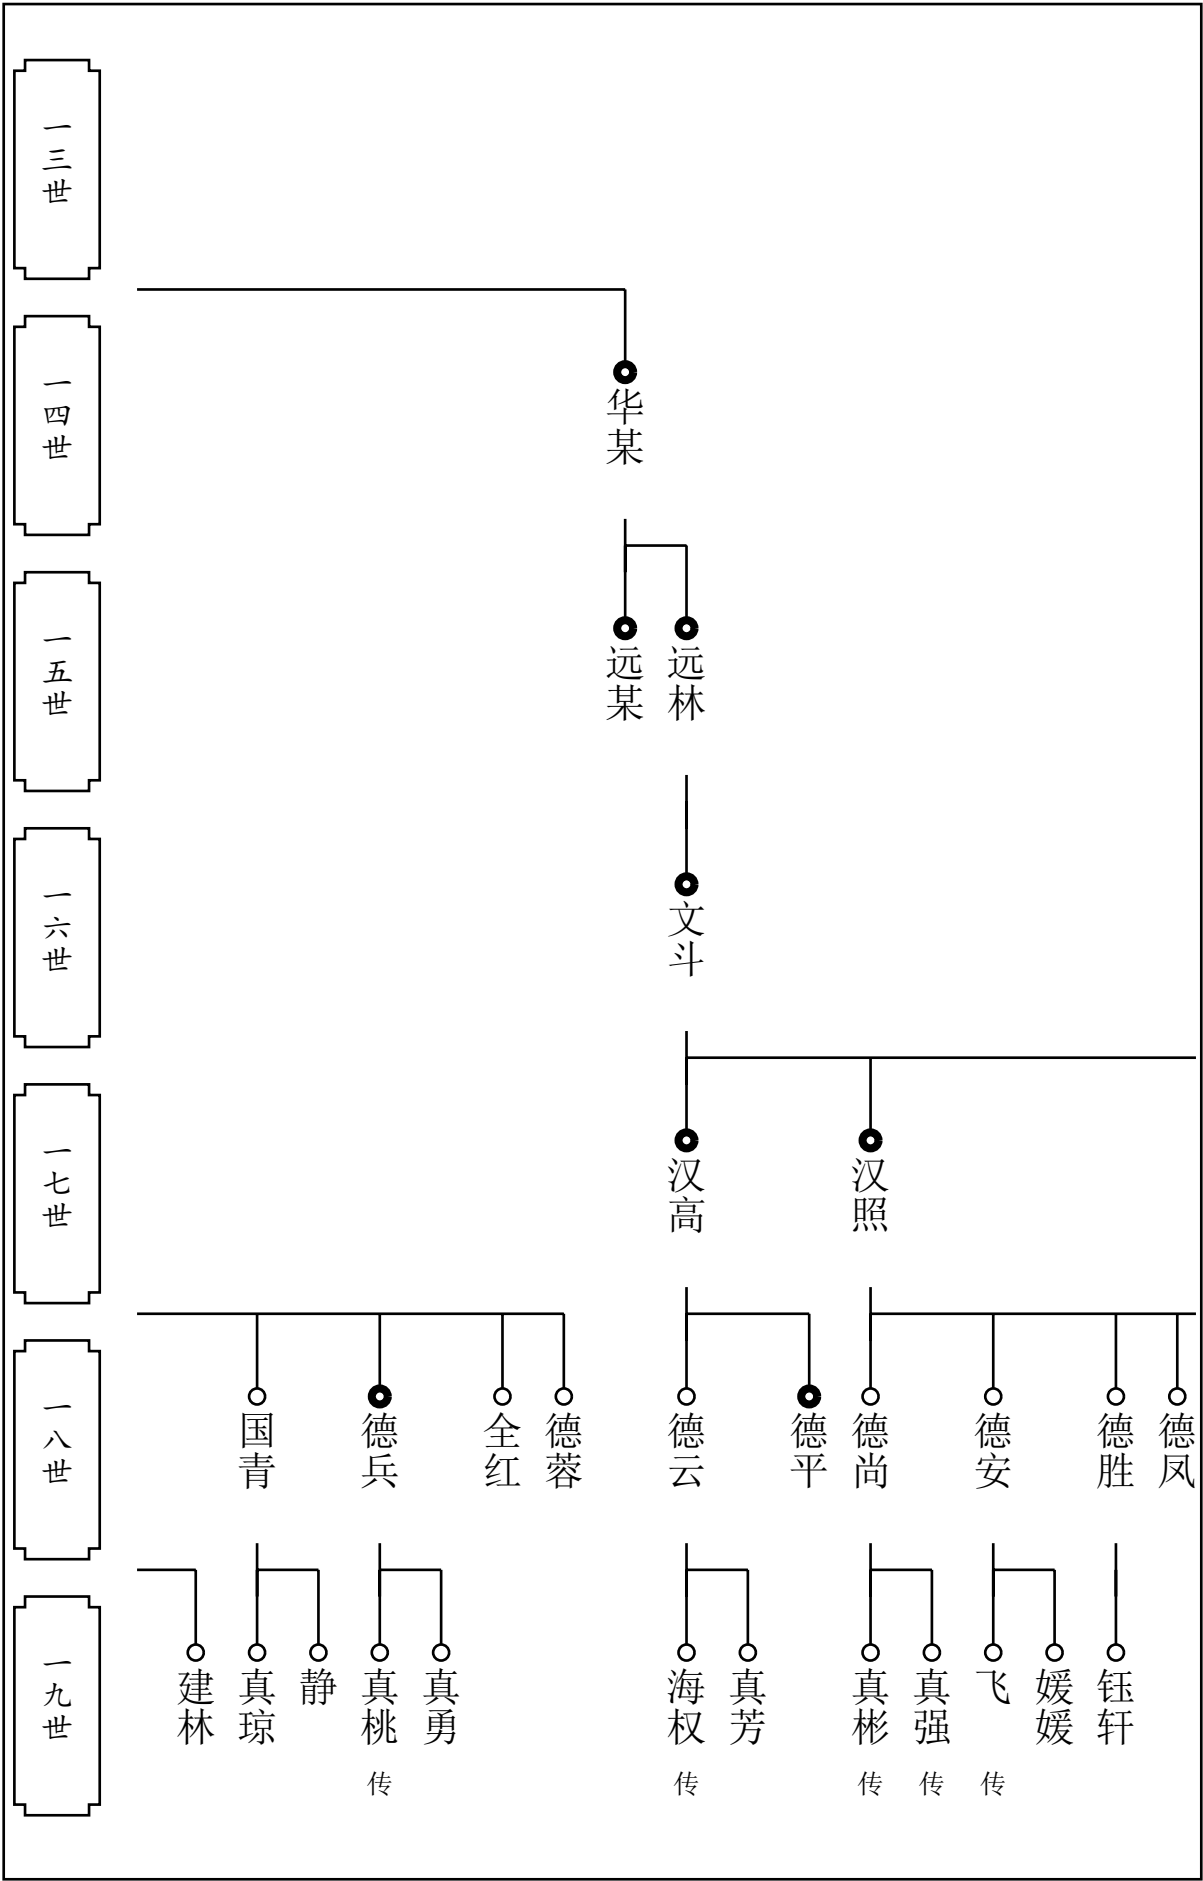 一三世
一四世
华某
一五世
远某
远林
一六世
文斗
一七世
汉高
汉照
一八世
国青
德兵
全红
德蓉
德云
德平
德尚
德安
德胜
德凤
一九世
建林
真琼
静
真桃
真勇
海权
真芳
真彬
真强
飞
媛媛
钰轩
传
传
传
传
传